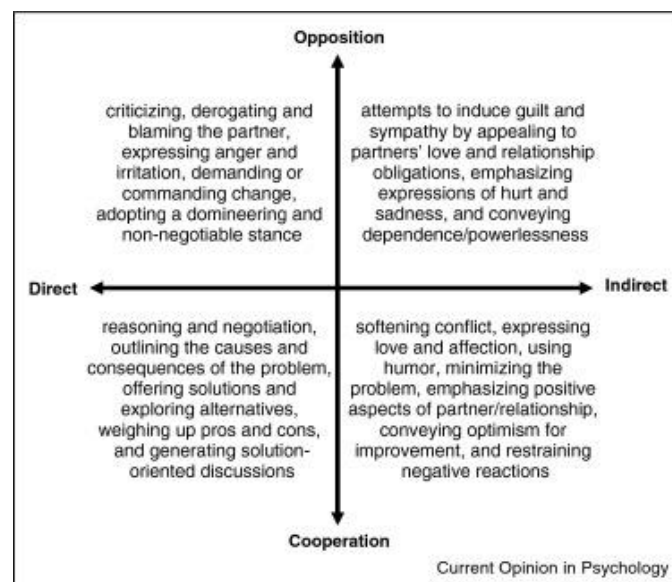 Opposition
criticizing, derogating and
blaming the partner,
expressing anger and
irritation, demanding or
commanding change,
adopting a domineering and
non-negotiable stance
attempts to induce guilt and
sympathy by appealing to
partners' love and relationship
obligations, emphasizing
expressions of hurt and
sadness, and conveying
dependence/powerlessness
Direct
Indirect
reasoning and negotiation,
outlining the causes and
consequences of the problem,
offering solutions and
exploring alternatives,
weighing up pros and cons,
and generating solution-
oriented discussions
softening conflict, expressing
love and affection, using
humor, minimizing the
problem, emphasizing positive
aspects of partner/relationship,
conveying optimism for
improvement, and restraining
negative reactions
Cooperation
Current Opinion in Psychology